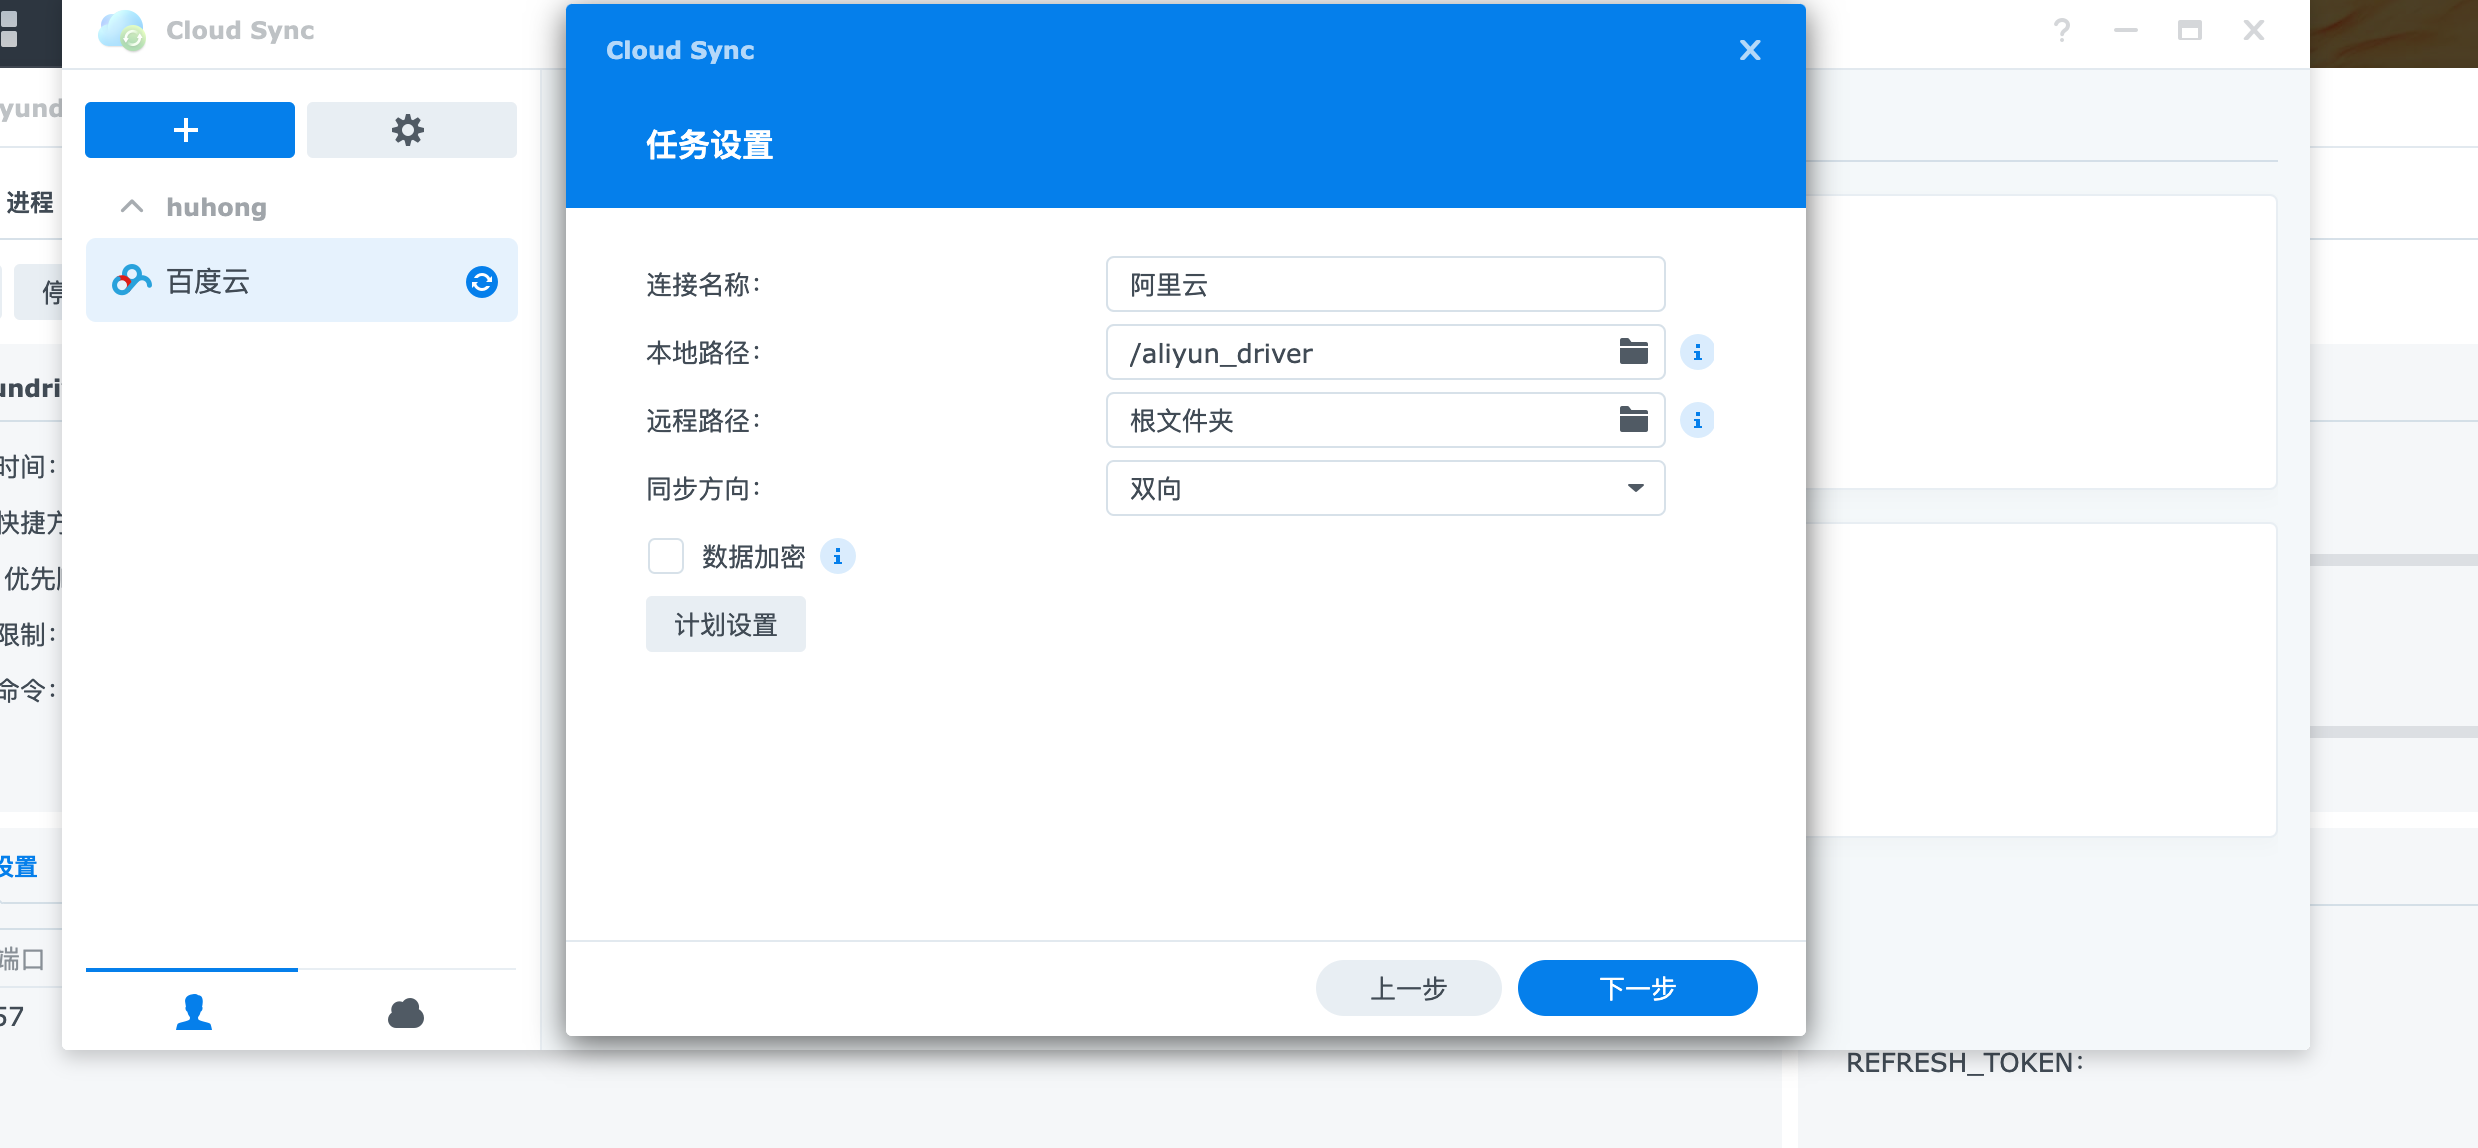 Cloud Sync
Cloud Sync
任务设置
huhong
百度云
连接名称：
阿里云
本地路径：
/aliyun_driver
远程路径：
根文件夹
同步方向：
双向
数据加密
计划设置
上一步
下一步
yund
进程
停
undri
时间：
快捷方
优先
限制：
命令：
设置
端口
57
REFRESH_TOKEN: